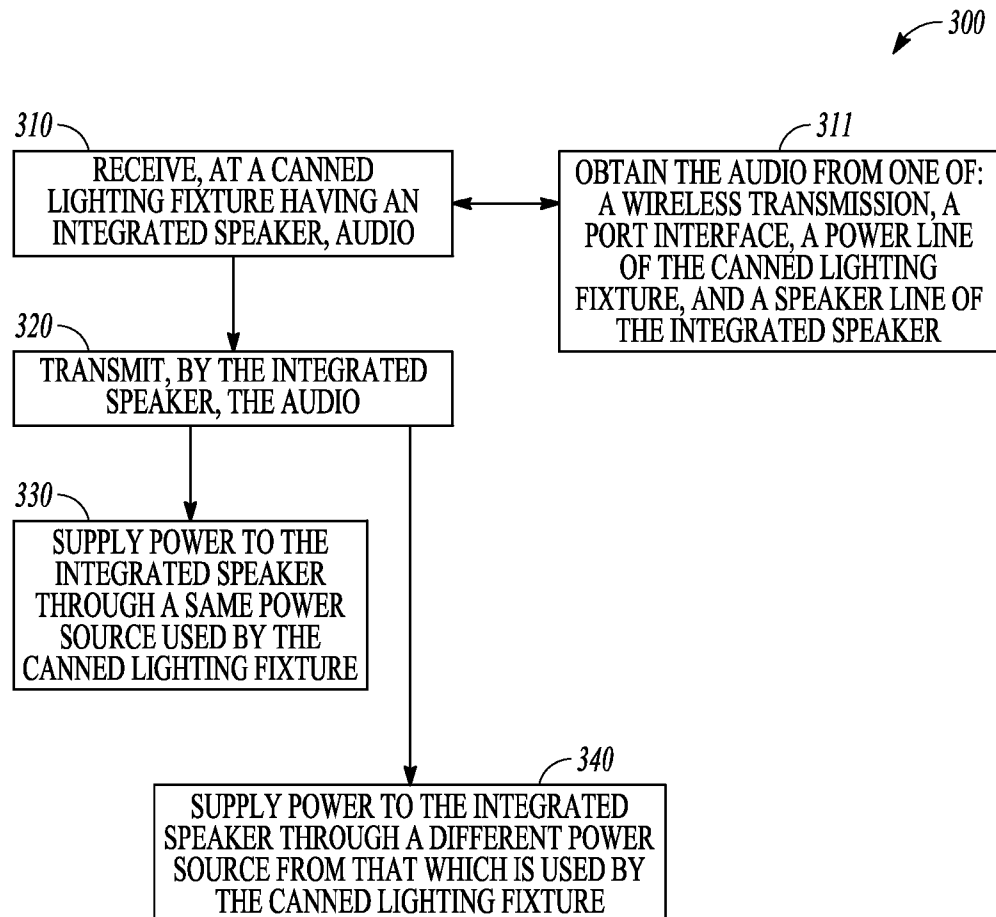 300
310
RECEIVE, AT A CANNED
LIGHTING FIXTURE HAVING AN
INTEGRATED SPEAKER, AUDIO
311
OBTAIN THE AUDIO FROM ONE OF:
A WIRELESS TRANSMISSION, A
PORT INTERFACE, A POWER LINE
OF THE CANNED LIGHTING
FIXTURE, AND A SPEAKER LINE OF
THE INTEGRATED SPEAKER
320
TRANSMIT, BY THE INTEGRATED
SPEAKER, THE AUDIO
330
SUPPLY POWER TO THE
INTEGRATED SPEAKER
THROUGH A SAME POWER
SOURCE USED BY THE
CANNED LIGHTING FIXTURE
340
SUPPLY POWER TO THE INTEGRATED
SPEAKER THROUGH A DIFFERENT POWER
SOURCE FROM THAT WHICH IS USED BY
THE CANNED LIGHTING FIXTURE